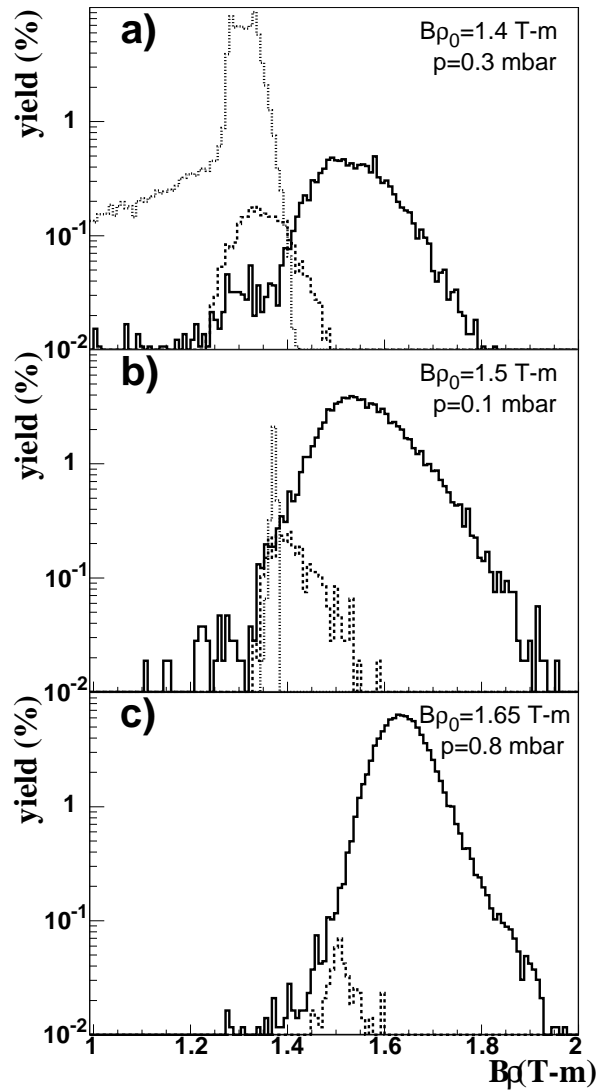 a)
Bρ₀=1.4 T-m
p=0.3 mbar
yield (%)
1
10⁻¹
10⁻²
b)
Bρ₀=1.5 T-m
p=0.1 mbar
yield (%)
1
10⁻¹
10⁻²
c)
Bρ₀=1.65 T-m
p=0.8 mbar
yield (%)
1
10⁻¹
10⁻²
1 1.2 1.4 1.6 1.8 2
Bρ(T-m)